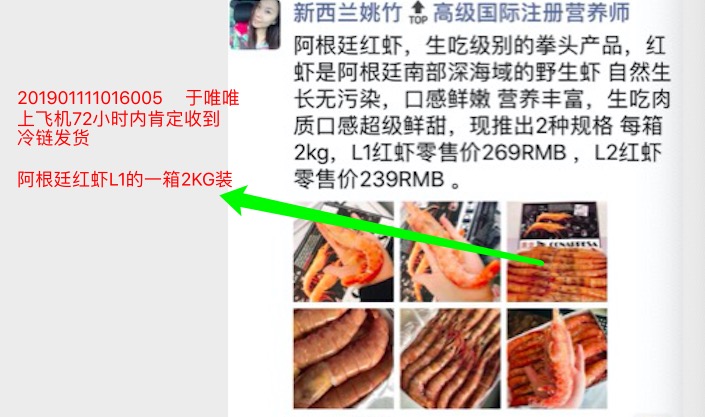 新西兰姚竹 TOP 高级国际注册营养师
阿根廷红虾，生吃级别的拳头产品，红
虾是阿根廷南部深海域的野生虾 自然生
长无污染，口感鲜嫩 营养丰富，生吃肉
质口感超级鲜甜，现推出2种规格 每箱
2kg，L1红虾零售价269RMB ，L2红虾
零售价239RMB 。
201901111016005 于唯唯
上飞机72小时内肯定收到
冷链发货
阿根廷红虾L1的一箱2KG装
CONARPESA